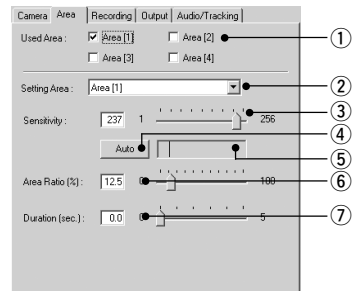 Camera Area Recording Output Audio/Tracking
Used Area : Area [1] Area [2] ①
Area [3] Area [4]
Setting Area : Area [1] ②
③
Sensitivity : 237 1 256
④
Auto
⑤
Area Ratio (%) : 12.5 0 100 ⑥
Duration (sec.) : 0.0 0 5 ⑦